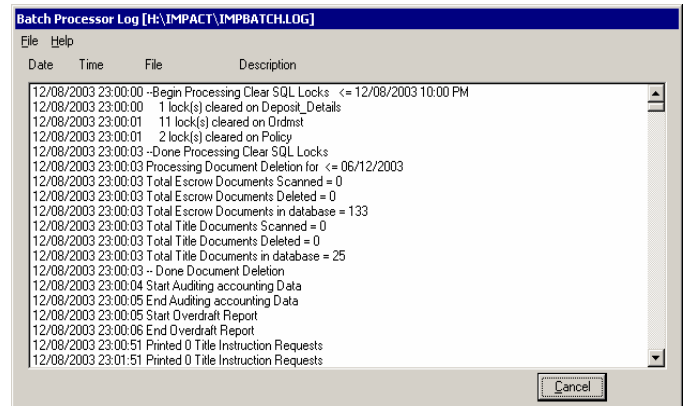 Batch Processor Log [H:\IMPACT\IMPBATCH.LOG]
File Help
Date Time File Description
12/08/2003 23:00:00 --Begin Processing Clear SQL Locks <= 12/08/2003 10:00 PM
12/08/2003 23:00:00 1 lock(s) cleared on Deposit_Details
12/08/2003 23:00:01 11 lock(s) cleared on Ordmst
12/08/2003 23:00:01 2 lock(s) cleared on Policy
12/08/2003 23:00:03 --Done Processing Clear SQL Locks
12/08/2003 23:00:03 Processing Document Deletion for <= 06/12/2003
12/08/2003 23:00:03 Total Escrow Documents Scanned = 0
12/08/2003 23:00:03 Total Escrow Documents Deleted = 0
12/08/2003 23:00:03 Total Escrow Documents in database = 133
12/08/2003 23:00:03 Total Title Documents Scanned = 0
12/08/2003 23:00:03 Total Title Documents Deleted = 0
12/08/2003 23:00:03 Total Title Documents in database = 25
12/08/2003 23:00:03 -- Done Document Deletion
12/08/2003 23:00:04 Start Auditing accounting Data
12/08/2003 23:00:05 End Auditing accounting Data
12/08/2003 23:00:05 Start Overdraft Report
12/08/2003 23:00:06 End Overdraft Report
12/08/2003 23:00:51 Printed 0 Title Instruction Requests
12/08/2003 23:01:51 Printed 0 Title Instruction Requests
Cancel